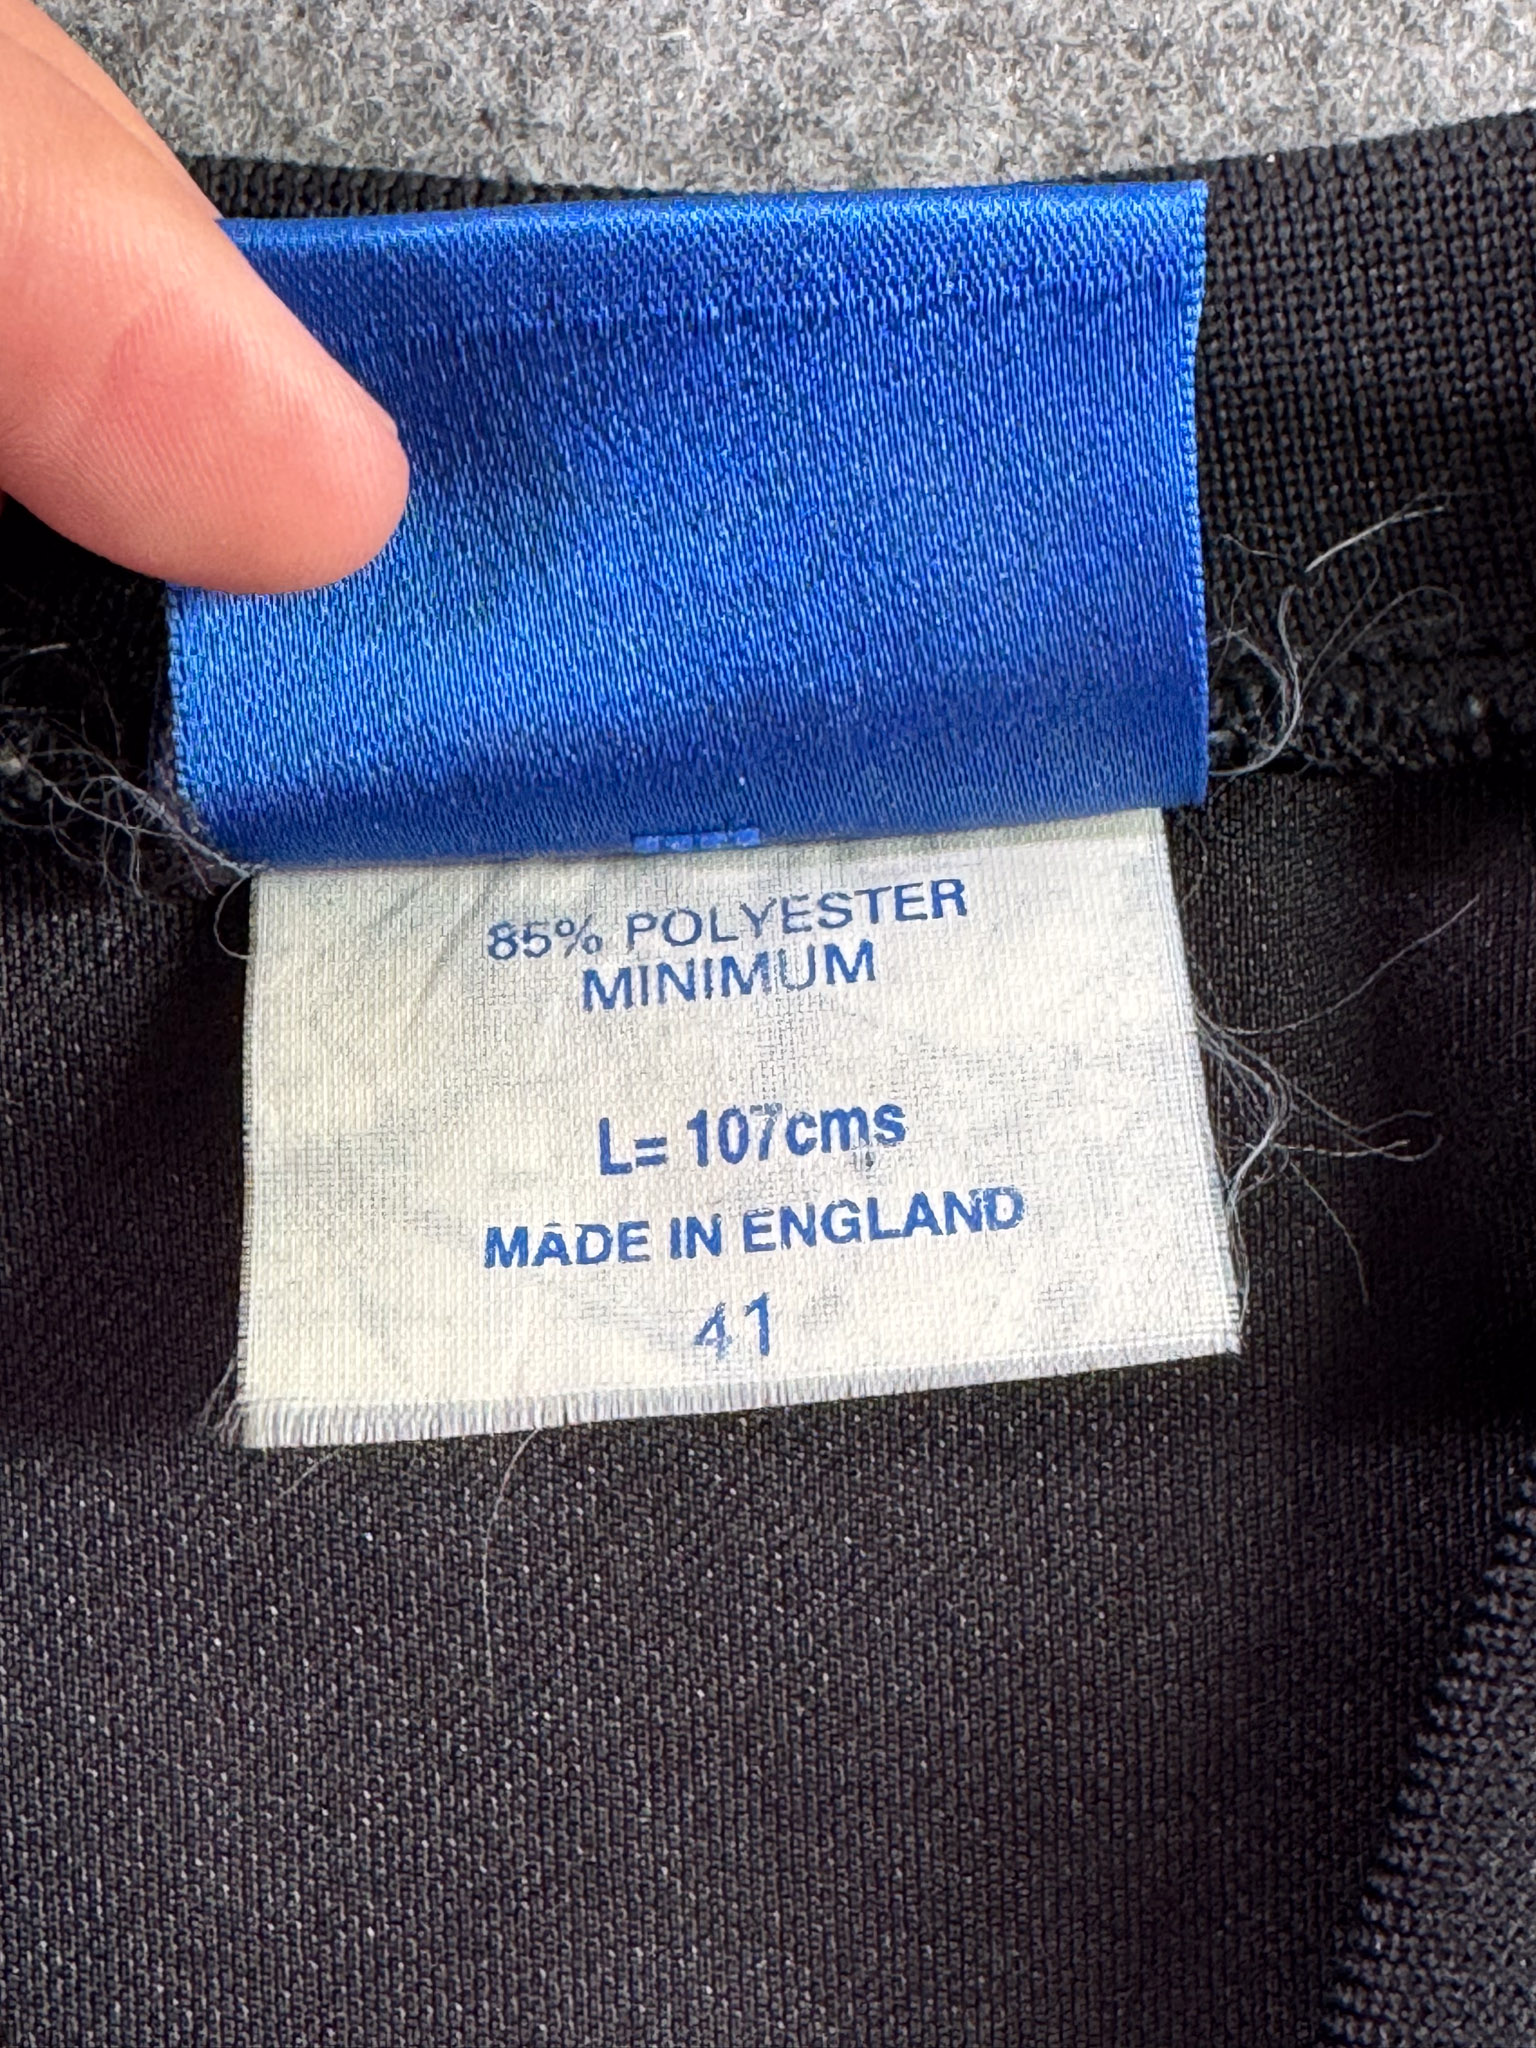 85% POLYESTER
MINIMUM
L= 107cms
MADE IN ENGLAND
41